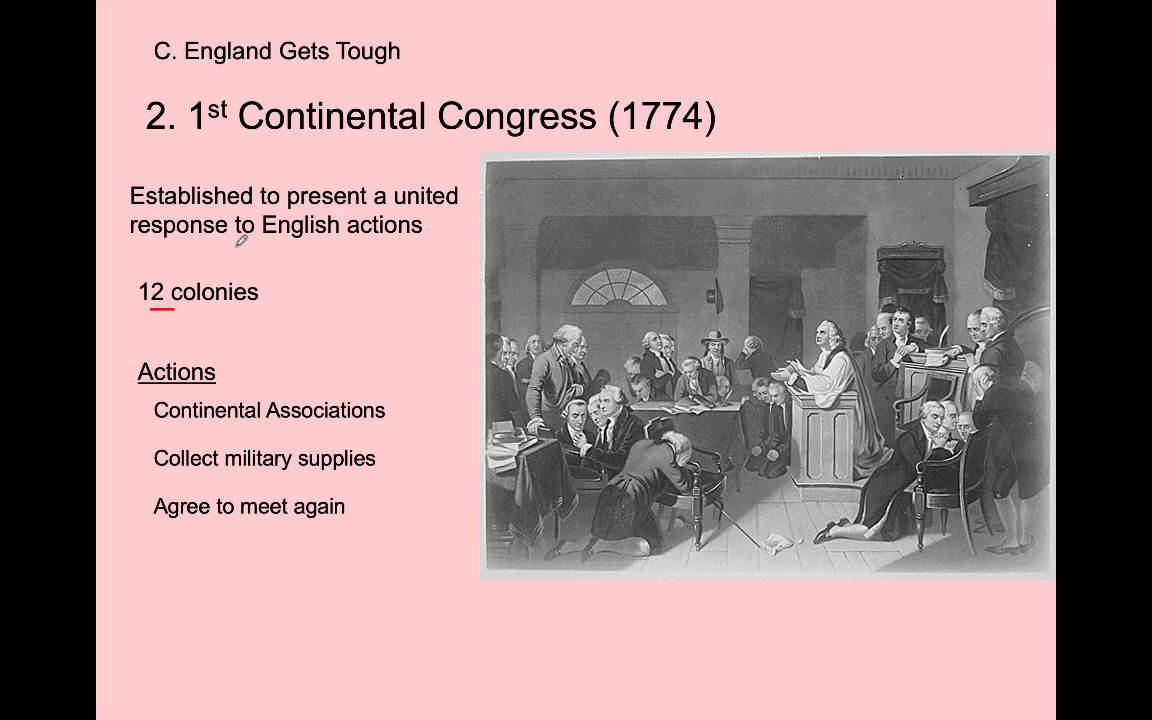 C. England Gets Tough
2. 1st Continental Congress (1774)
Established to present a united
response to English actions
12 colonies
Actions
Continental Associations
Collect military supplies
Agree to meet again